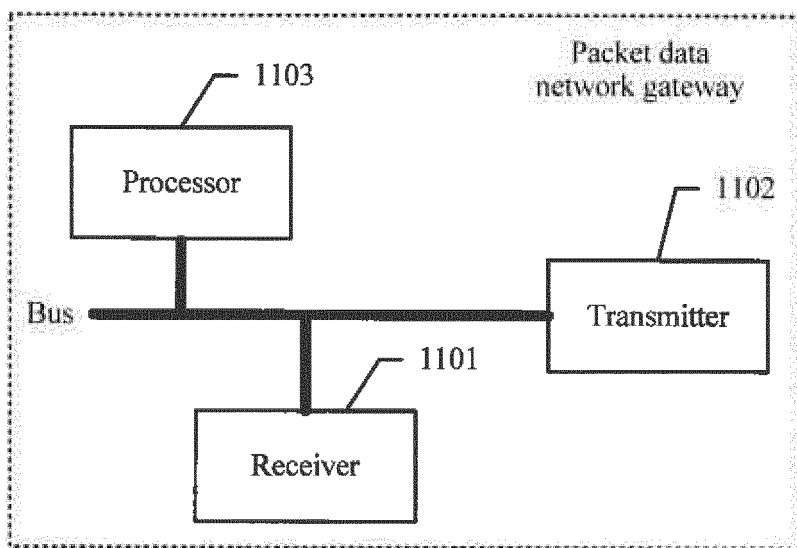 Packet data
network gateway
1103
Processor
1102
Bus
Transmitter
1101
Receiver